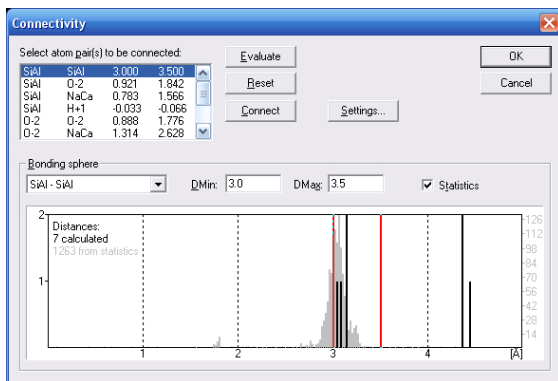 Connectivity
Select atom pair(s) to be connected:
SiAl SiAl 3.000 3.500
SiAl O-2 0.921 1.842
SiAl NaCa 0.783 1.566
SiAl H+1 -0.033 -0.066
O-2 O-2 0.888 1.776
O-2 NaCa 1.314 2.628
Evaluate
Reset
Connect
Settings...
OK
Cancel
Bonding sphere
SiAl - SiAl
DMin: 3.0
DMax: 3.5
Statistics
Distances:
7 calculated
1263 from statistics
2
1
126
112
98
84
70
56
42
28
14
1 2 3 4 [Å]